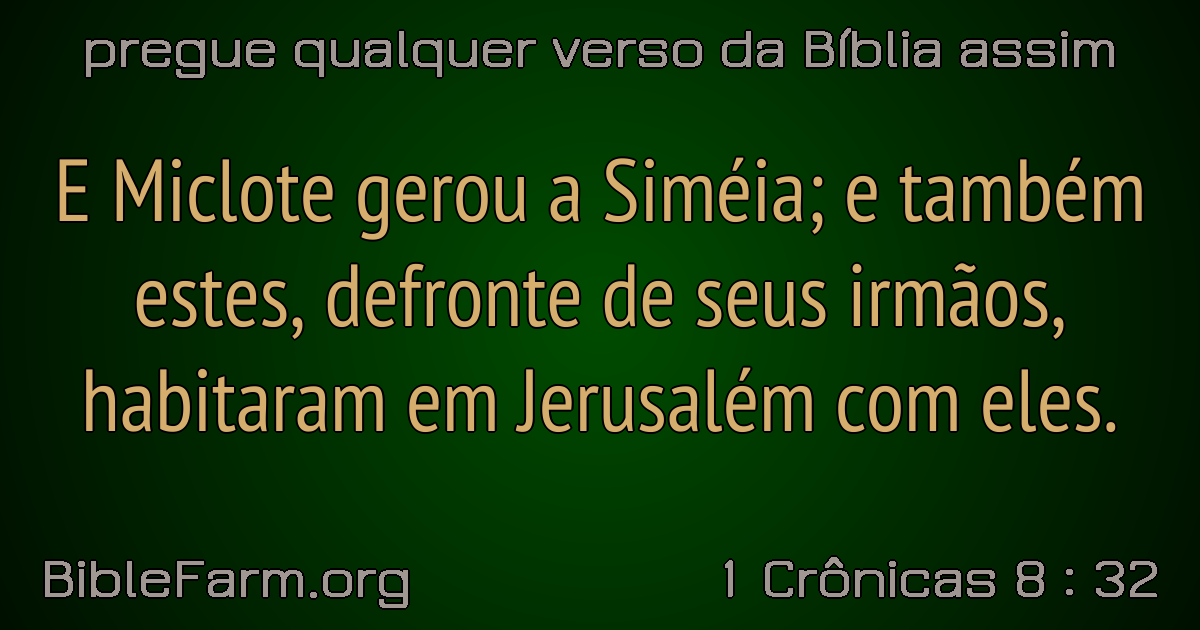 pregue qualquer verso da Bíblia assim
E Miclote gerou a Siméia; e também
estes, defronte de seus irmãos,
habitaram em Jerusalém com eles.
BibleFarm.org
1 Crônicas 8 : 32